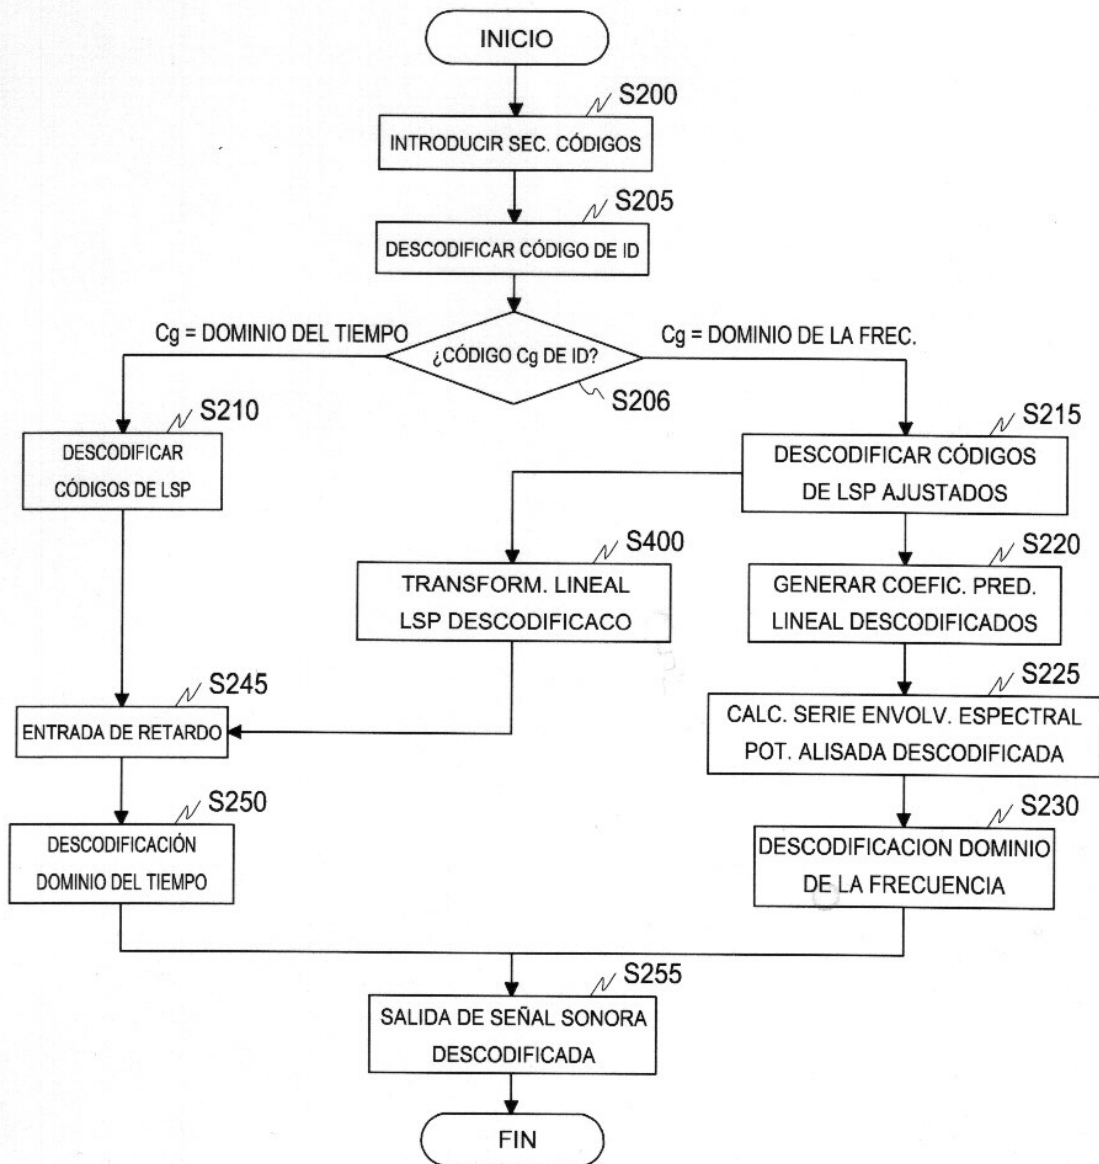 INICIO
S200
INTRODUCIR SEC. CÓDIGOS
S205
DESCODIFICAR CÓDIGO DE ID
Cg = DOMINIO DEL TIEMPO
Cg = DOMINIO DE LA FREC.
¿CÓDIGO Cg DE ID?
S206
S210
DESCODIFICAR
CÓDIGOS DE LSP
S215
DESCODIFICAR CÓDIGOS
DE LSP AJUSTADOS
S400
TRANSFORM. LINEAL
LSP DESCODIFICACO
S220
GENERAR COEFIC. PRED.
LINEAL DESCODIFICADOS
S245
ENTRADA DE RETARDO
S225
CALC. SERIE ENVOLV. ESPECTRAL
POT. ALISADA DESCODIFICADA
S250
DESCODIFICACIÓN
DOMINIO DEL TIEMPO
S230
DESCODIFICACION DOMINIO
DE LA FRECUENCIA
S255
SALIDA DE SEÑAL SONORA
DESCODIFICADA
FIN